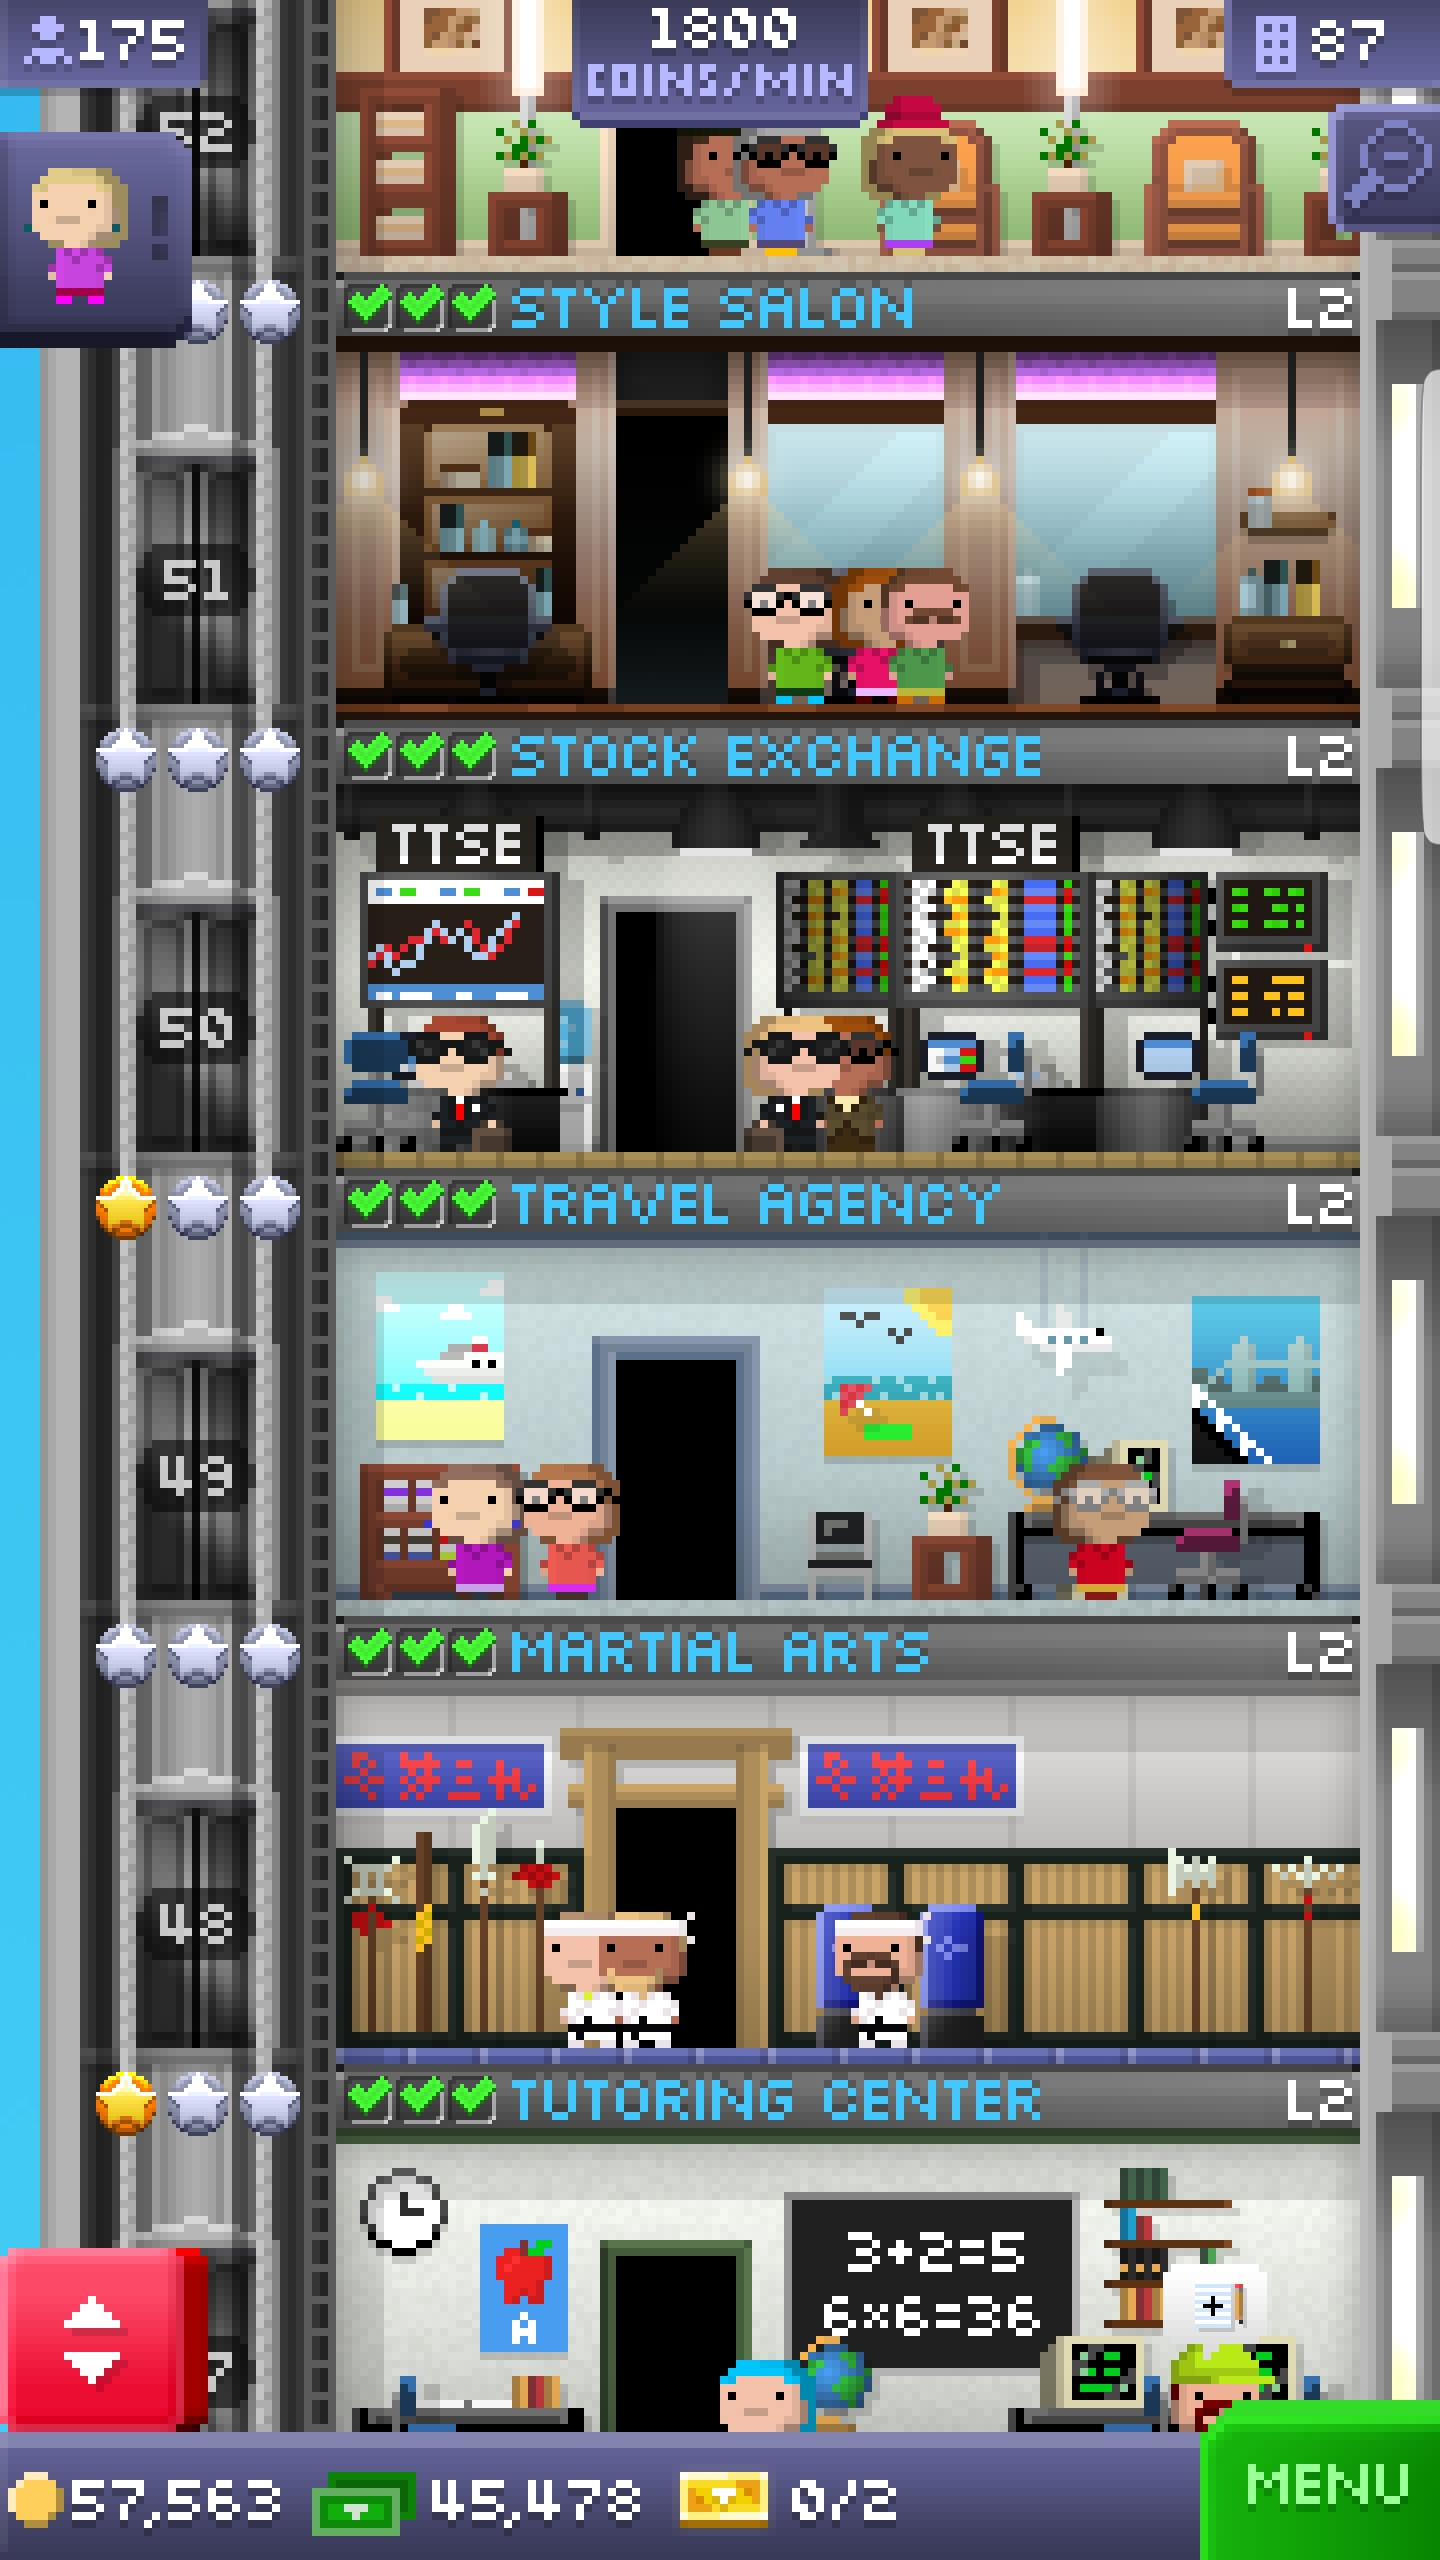 175
1800
COINS/MIN
87
52
STYLE SALON L2
51
STOCK EXCHANGE L2
TTSE TTSE
50
TRAVEL AGENCY L2
49
MARTIAL ARTS L2
48
TUTORING CENTER L2
3+2=5
6×6=36
A
7
57,563 45,478 0/2
MENU